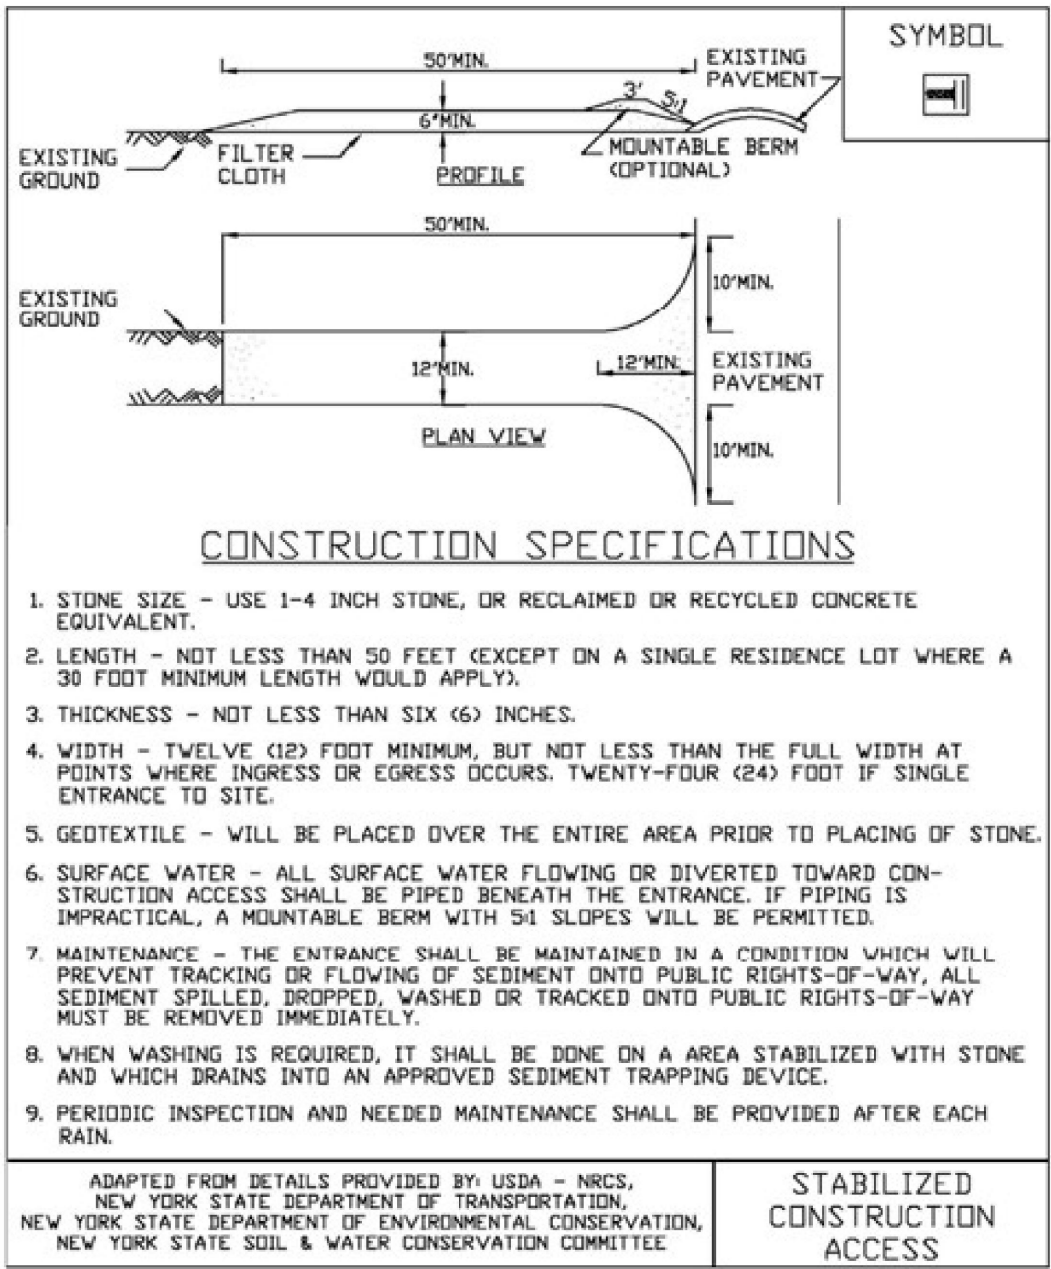 SYMBOL
50'MIN.
EXISTING
PAVEMENT
3'
5:1
6"MIN.
EXISTING
GROUND
FILTER
CLOTH
PROFILE
MOUNTABLE BERM
(OPTIONAL)
50'MIN.
10'MIN.
EXISTING
GROUND
12'MIN.
12'MIN.
EXISTING
PAVEMENT
PLAN VIEW
10'MIN.
CONSTRUCTION SPECIFICATIONS
1. STONE SIZE - USE 1-4 INCH STONE, OR RECLAIMED OR RECYCLED CONCRETE
EQUIVALENT.
2. LENGTH - NOT LESS THAN 50 FEET (EXCEPT ON A SINGLE RESIDENCE LOT WHERE A
30 FOOT MINIMUM LENGTH WOULD APPLY).
3. THICKNESS - NOT LESS THAN SIX (6) INCHES.
4. WIDTH - TWELVE (12) FOOT MINIMUM, BUT NOT LESS THAN THE FULL WIDTH AT
POINTS WHERE INGRESS OR EGRESS OCCURS. TWENTY-FOUR (24) FOOT IF SINGLE
ENTRANCE TO SITE.
5. GEOTEXTILE - WILL BE PLACED OVER THE ENTIRE AREA PRIOR TO PLACING OF STONE.
6. SURFACE WATER - ALL SURFACE WATER FLOWING OR DIVERTED TOWARD CON-
STRUCTION ACCESS SHALL BE PIPED BENEATH THE ENTRANCE. IF PIPING IS
IMPRACTICAL, A MOUNTABLE BERM WITH 5:1 SLOPES WILL BE PERMITTED.
7. MAINTENANCE - THE ENTRANCE SHALL BE MAINTAINED IN A CONDITION WHICH WILL
PREVENT TRACKING OR FLOWING OF SEDIMENT ONTO PUBLIC RIGHTS-OF-WAY, ALL
SEDIMENT SPILLED, DROPPED, WASHED OR TRACKED ONTO PUBLIC RIGHTS-OF-WAY
MUST BE REMOVED IMMEDIATELY.
8. WHEN WASHING IS REQUIRED, IT SHALL BE DONE ON A AREA STABILIZED WITH STONE
AND WHICH DRAINS INTO AN APPROVED SEDIMENT TRAPPING DEVICE.
9. PERIODIC INSPECTION AND NEEDED MAINTENANCE SHALL BE PROVIDED AFTER EACH
RAIN.
ADAPTED FROM DETAILS PROVIDED BY: USDA - NRCS,
NEW YORK STATE DEPARTMENT OF TRANSPORTATION,
NEW YORK STATE DEPARTMENT OF ENVIRONMENTAL CONSERVATION,
NEW YORK STATE SOIL & WATER CONSERVATION COMMITTEE
STABILIZED
CONSTRUCTION
ACCESS